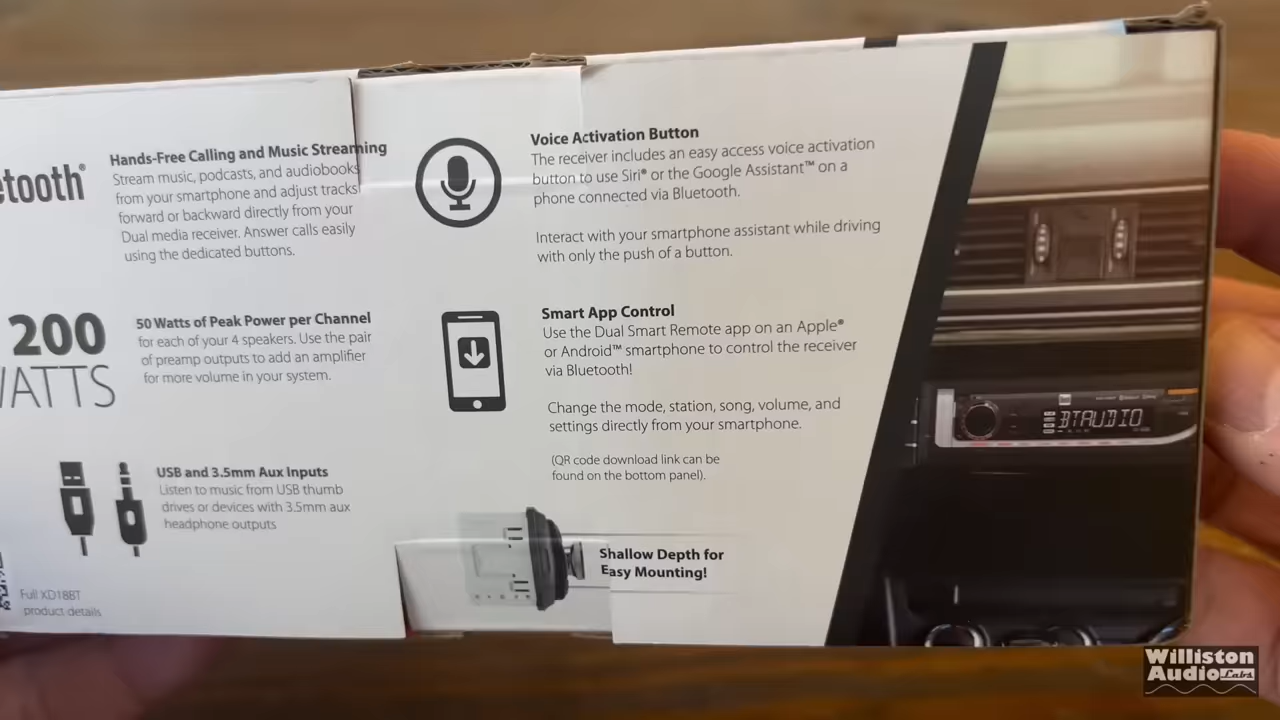 etooth®
Hands-Free Calling and Music Streaming
Stream music, podcasts, and audiobooks
from your smartphone and adjust tracks
forward or backward directly from your
Dual media receiver. Answer calls easily
using the dedicated buttons.
200
WATTS
50 Watts of Peak Power per Channel
for each of your 4 speakers. Use the pair
of preamp outputs to add an amplifier
for more volume in your system.
USB and 3.5mm Aux Inputs
Listen to music from USB thumb
drives or devices with 3.5mm aux
headphone outputs
Full XD18BT
product details
Voice Activation Button
The receiver includes an easy access voice activation
button to use Siri® or the Google Assistant™ on a
phone connected via Bluetooth.
Interact with your smartphone assistant while driving
with only the push of a button.
Smart App Control
Use the Dual Smart Remote app on an Apple®
or Android™ smartphone to control the receiver
via Bluetooth!
Change the mode, station, song, volume, and
settings directly from your smartphone.
(QR code download link can be
found on the bottom panel).
Shallow Depth for
Easy Mounting!
BTAUDIO
Williston
Audio Labs